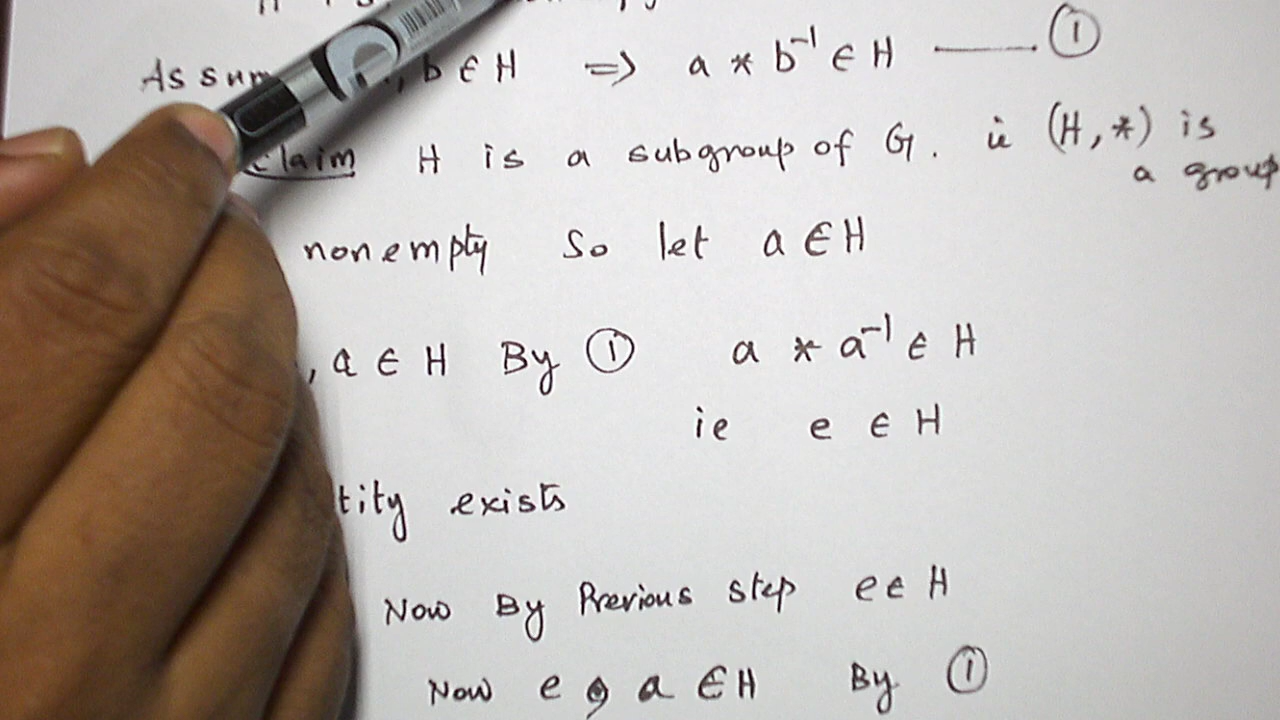 b ∈ H ⇒ a * b⁻¹ ∈ H —— ①
Claim H is a subgroup of G. ie (H, *) is
a group
nonempty So let a ∈ H
, a ∈ H By ① a * a⁻¹ ∈ H
ie e ∈ H
tity exists
Now By Previous step e ∈ H
Now e, a ∈ H By ①